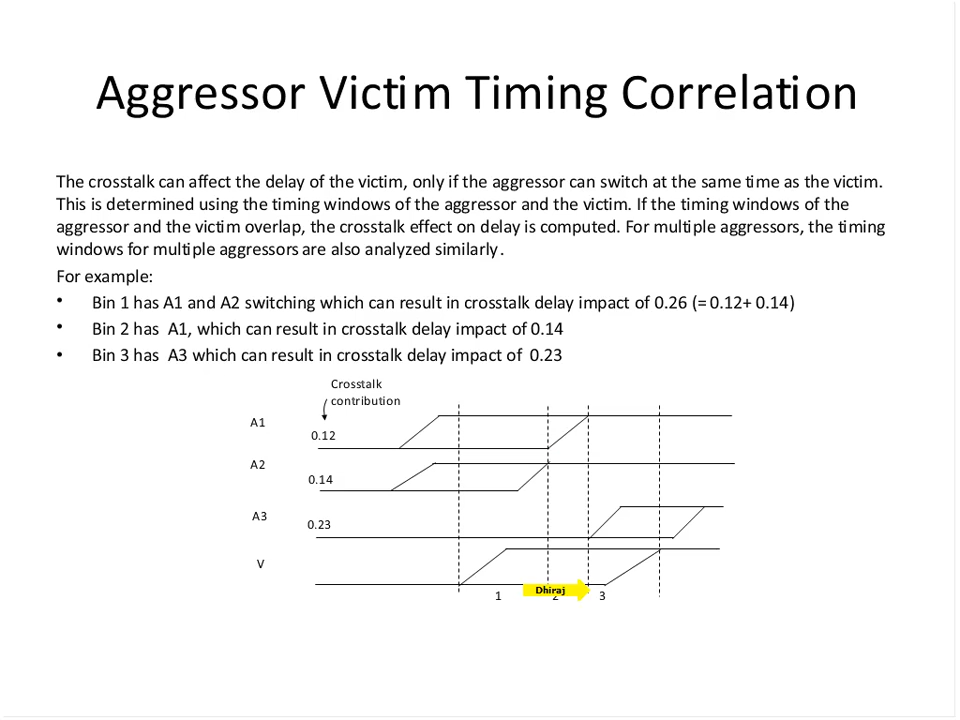 Aggressor Victim Timing Correlation
The crosstalk can affect the delay of the victim, only if the aggressor can switch at the same time as the victim.
This is determined using the timing windows of the aggressor and the victim. If the timing windows of the
aggressor and the victim overlap, the crosstalk effect on delay is computed. For multiple aggressors, the timing
windows for multiple aggressors are also analyzed similarly.
For example:
• Bin 1 has A1 and A2 switching which can result in crosstalk delay impact of 0.26 (= 0.12+ 0.14)
• Bin 2 has A1, which can result in crosstalk delay impact of 0.14
• Bin 3 has A3 which can result in crosstalk delay impact of 0.23
Crosstalk
contribution
A1
0.12
A2
0.14
A3
0.23
V
Dhiraj
1 2 3